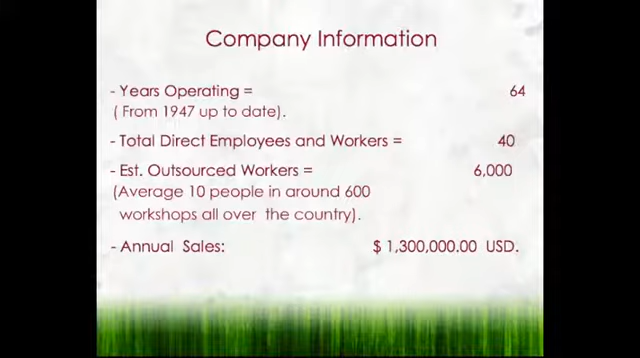 Company Information
- Years Operating = 64
( From 1947 up to date).
- Total Direct Employees and Workers = 40
- Est. Outsourced Workers = 6,000
(Average 10 people in around 600
workshops all over the country).
- Annual Sales: $ 1,300,000.00 USD.